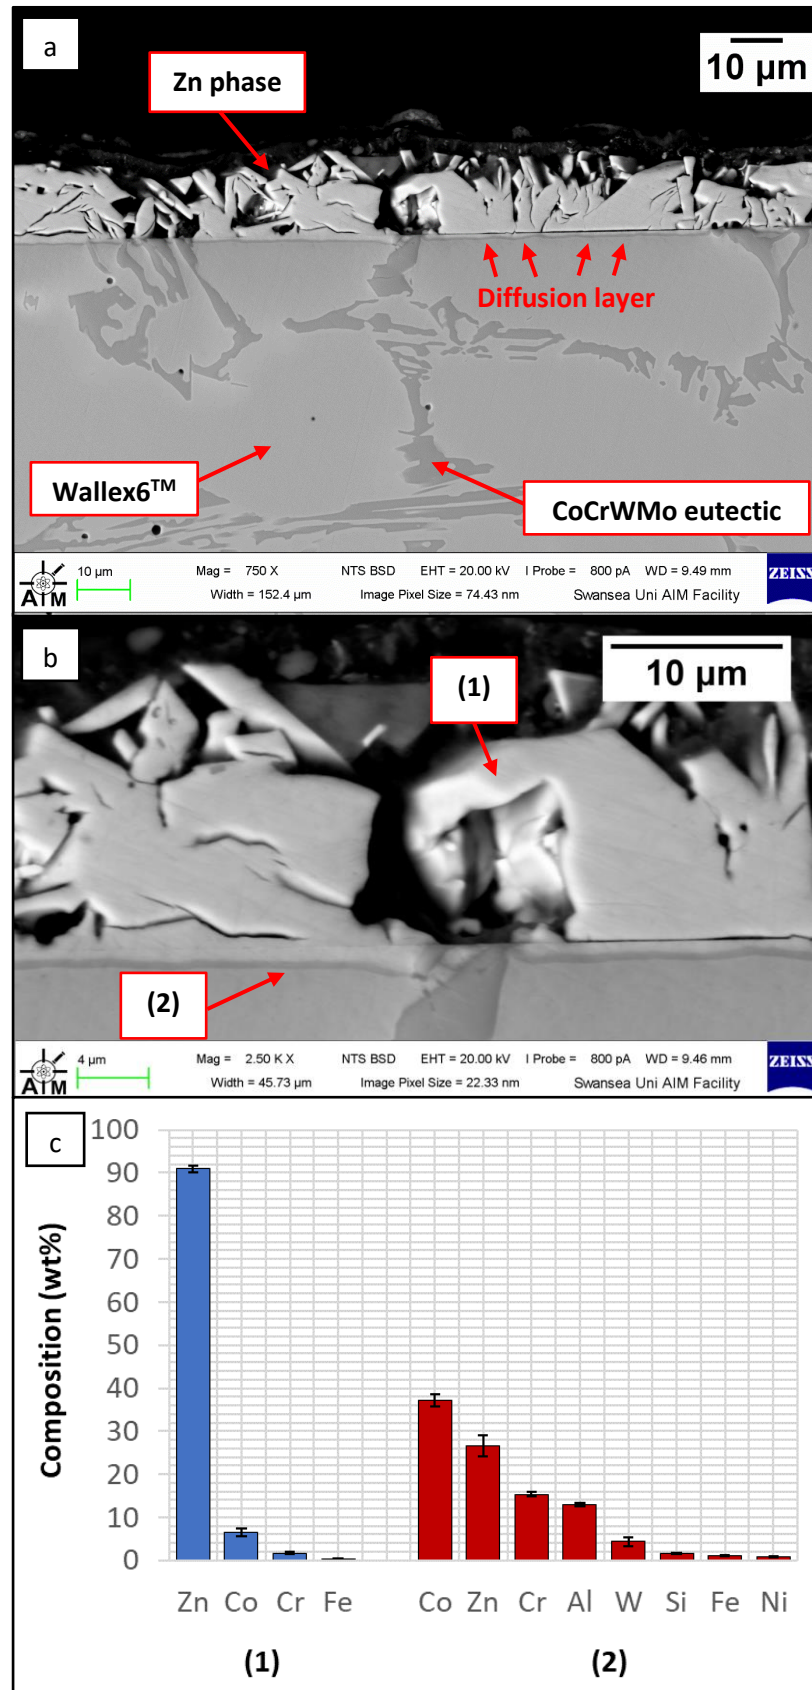 a
10 µm
Zn phase
Diffusion layer
Wallex6™
CoCrWMo eutectic
AIM
10 µm
Mag = 750 X
NTS BSD
EHT = 20.00 kV
I Probe = 800 pA
WD = 9.49 mm
Width = 152.4 µm
Image Pixel Size = 74.43 nm
Swansea Uni AIM Facility
ZEISS
b
10 µm
(1)
(2)
AIM
4 µm
Mag = 2.50 K X
NTS BSD
EHT = 20.00 kV
I Probe = 800 pA
WD = 9.46 mm
Width = 45.73 µm
Image Pixel Size = 22.33 nm
Swansea Uni AIM Facility
ZEISS
c
Composition (wt%)
100
90
80
70
60
50
40
30
20
10
0
Zn Co Cr Fe
Co Zn Cr Al W Si Fe Ni
(1)
(2)